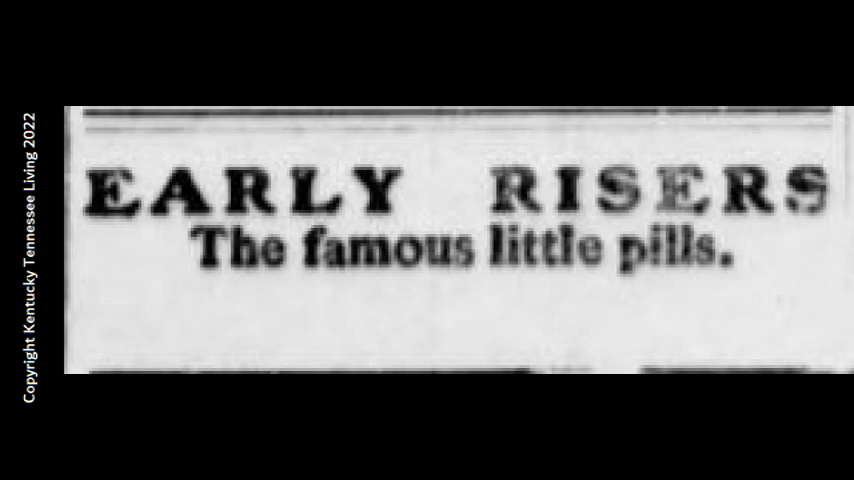 Copyright Kentucky Tennessee Living 2022
EARLY RISERS
The famous little pills.